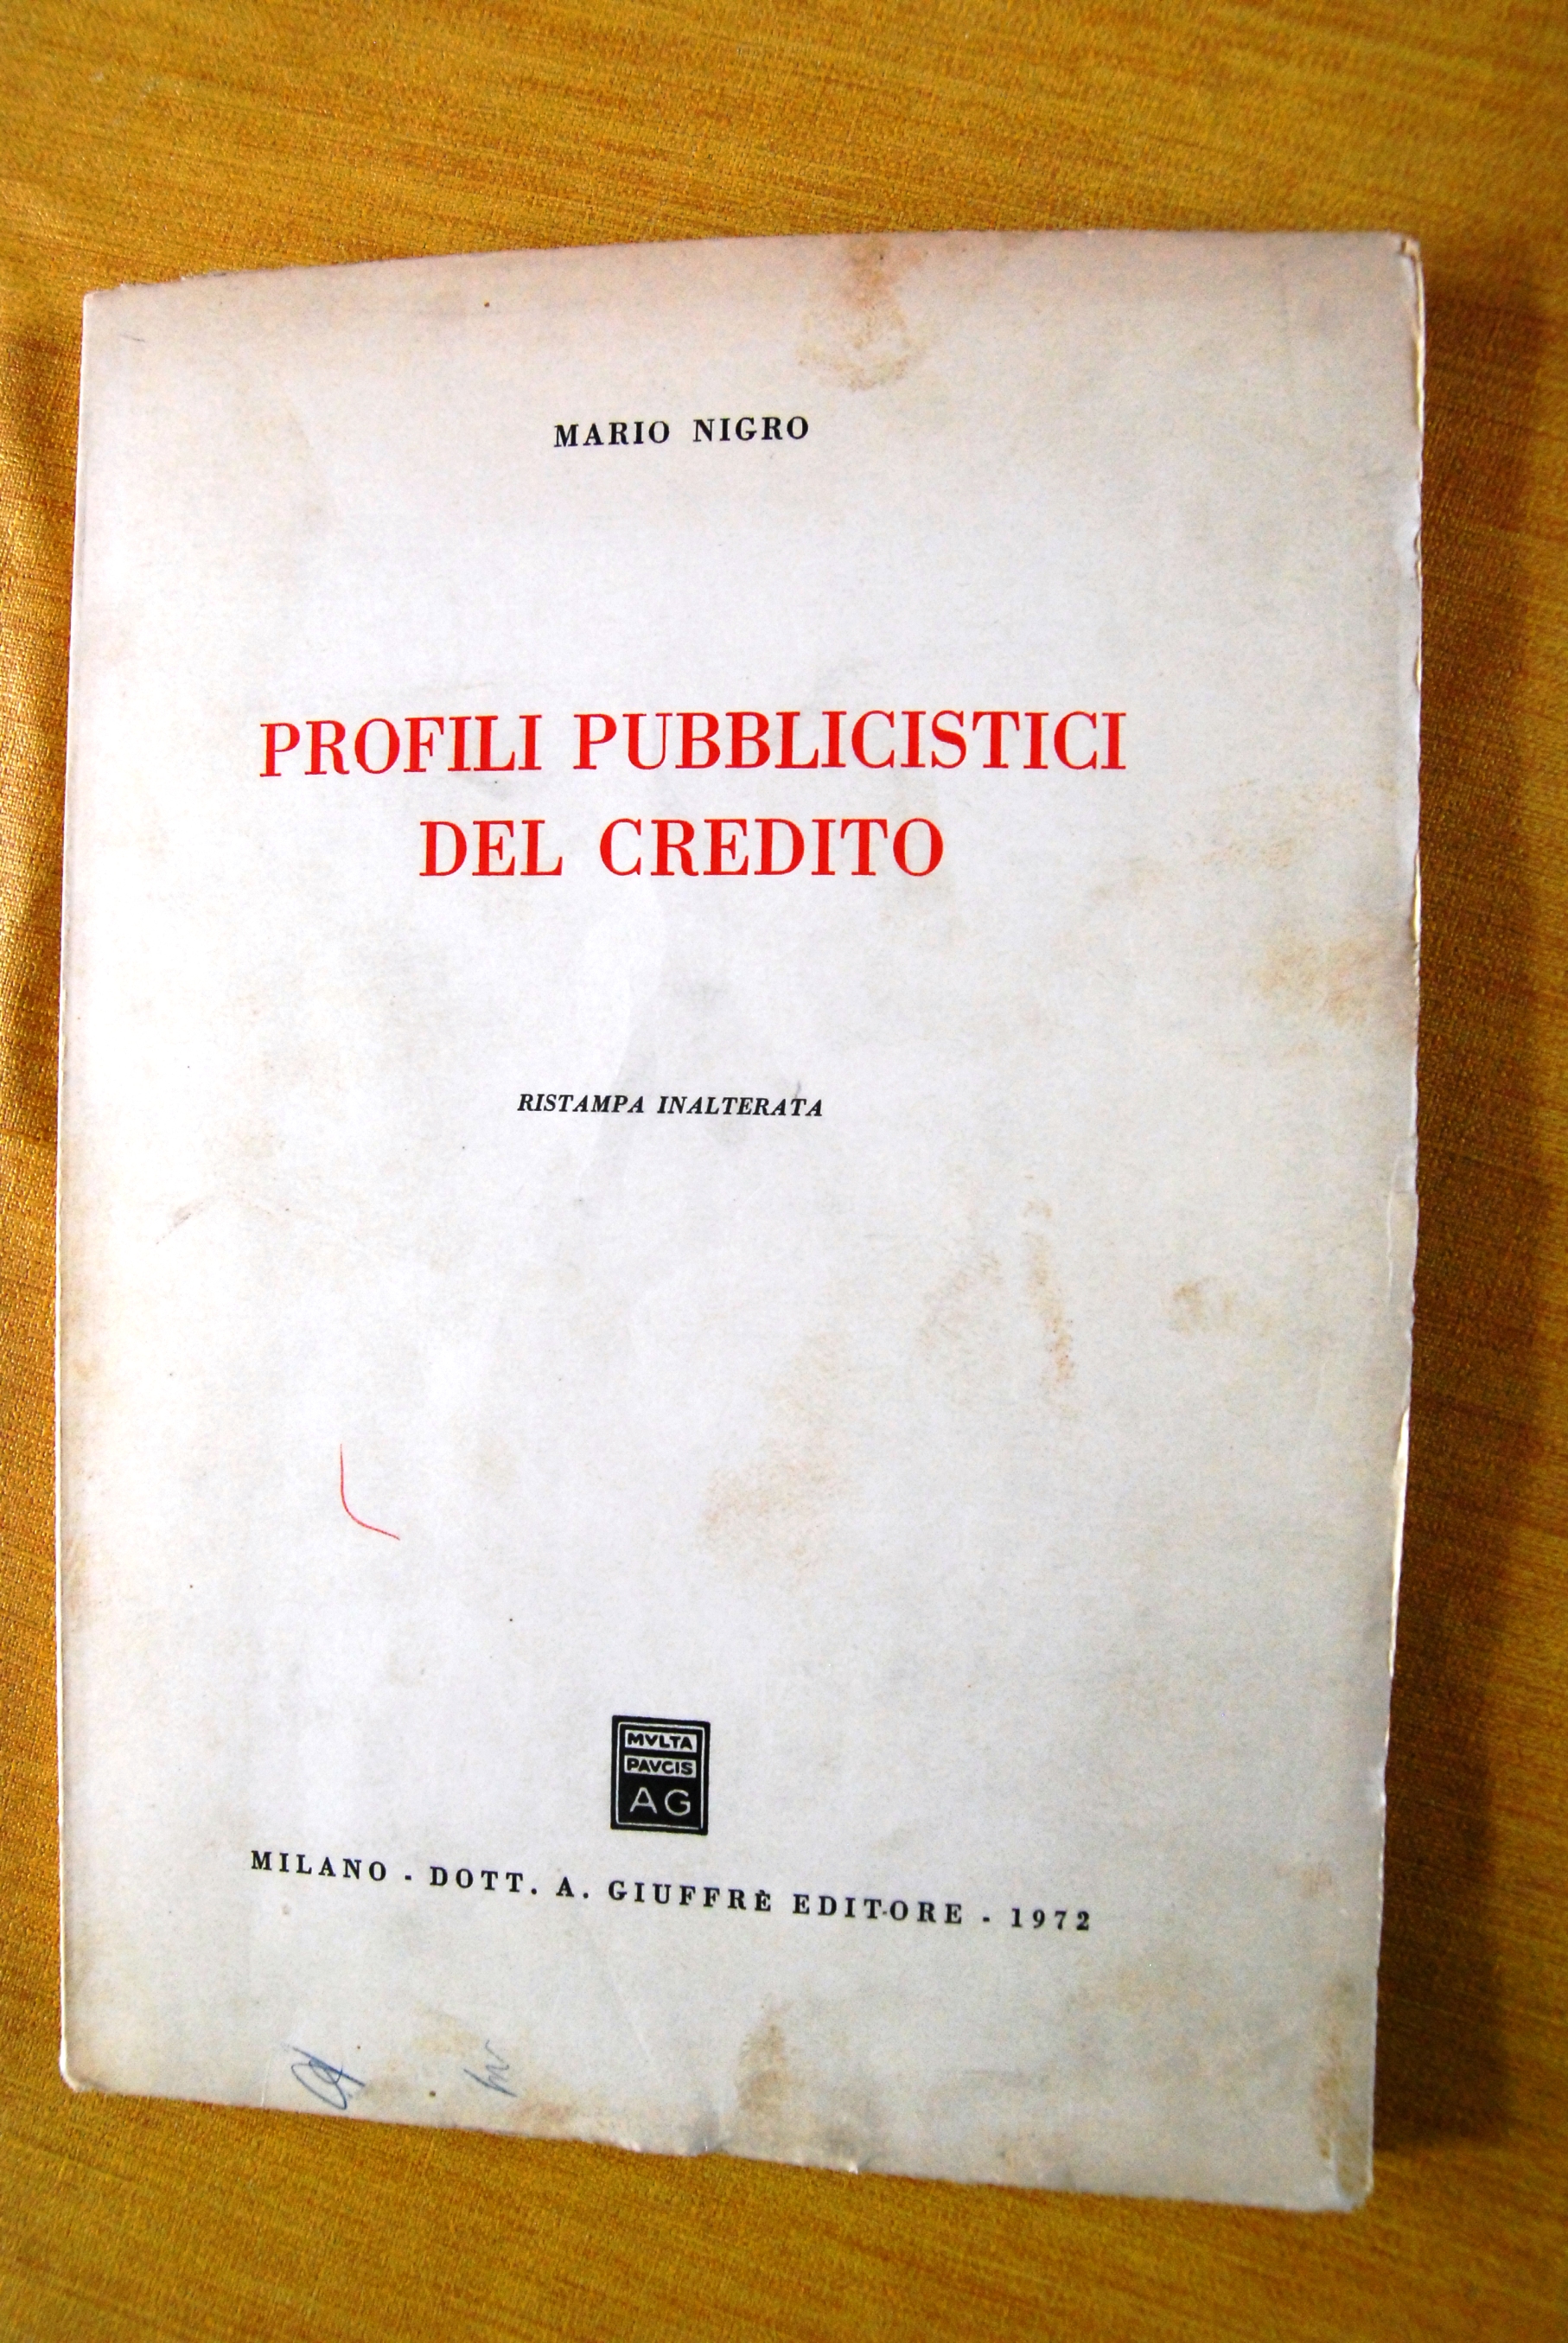 MARIO NIGRO
PROFILI PUBBLICISTICI
DEL CREDITO
RISTAMPA INALTERATA
MVLTA
PAVCIS
AG
MILANO - DOTT. A. GIUFFRÈ EDITORE - 1972